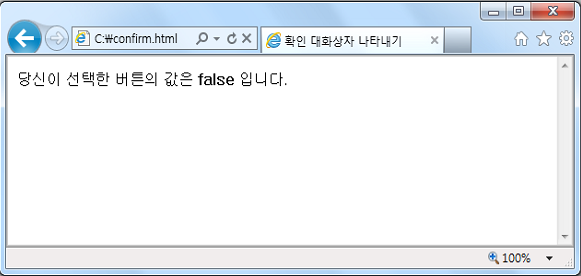 C:\confirm.html
확인 대화상자 나타내기
당신이 선택한 버튼의 값은 false 입니다.
100%